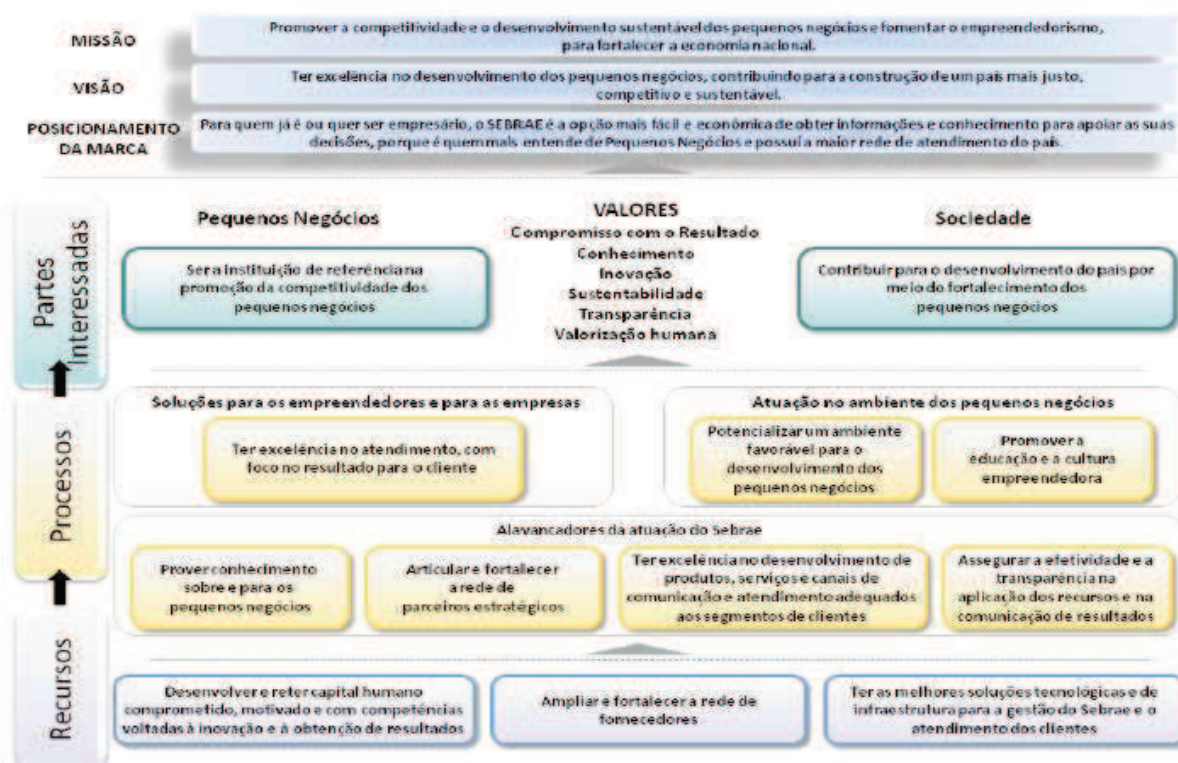 MISSÃO
Promover a competitividade e o desenvolvimento sustentável dos pequenos negócios e fomentar o empreendedorismo,
para fortalecer a economia nacional.
VISÃO
Ter excelência no desenvolvimento dos pequenos negócios, contribuindo para a construção de um país mais justo,
competitivo e sustentável.
POSICIONAMENTO
DA MARCA
Para quem já é ou quer ser empresário, o SEBRAE é a opção mais fácil e econômica de obter informações e conhecimento para apoiar as suas
decisões, porque é quem mais entende de Pequenos Negócios e possui a maior rede de atendimento do país.
Partes
Interessadas
Pequenos Negócios
Ser a instituição de referência na
promoção da competitividade dos
pequenos negócios
VALORES
Compromisso com o Resultado
Conhecimento
Inovação
Sustentabilidade
Transparência
Valorização humana
Sociedade
Contribuir para o desenvolvimento do país por
meio do fortalecimento dos
pequenos negócios
Processos
Soluções para os empreendedores e para as empresas
Ter excelência no atendimento, com
foco no resultado para o cliente
Atuação no ambiente dos pequenos negócios
Potencializar um ambiente
favorável para o
desenvolvimento dos
pequenos negócios
Promover a
educação e a cultura
empreendedora
Alavancadores da atuação do Sebrae
Prover conhecimento
sobre e para os
pequenos negócios
Articular e fortalecer
a rede de
parceiros estratégicos
Ter excelência no desenvolvimento de
produtos, serviços e canais de
comunicação e atendimento adequados
aos segmentos de clientes
Assegurar a efetividade e a
transparência na
aplicação dos recursos e na
comunicação de resultados
Recursos
Desenvolver e reter capital humano
comprometido, motivado e com competências
voltadas à inovação e à obtenção de resultados
Ampliar e fortalecer a rede de
fornecedores
Ter as melhores soluções tecnológicas e de
infraestrutura para a gestão do Sebrae e o
atendimento dos clientes